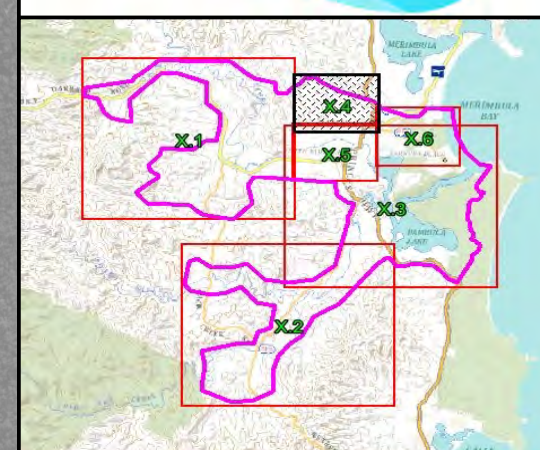 MERIMBULA
LAKE
MERIMBULA
BAY
X.4
X.1
X.6
X.5
X.3
PAMBULA
LAKE
X.2